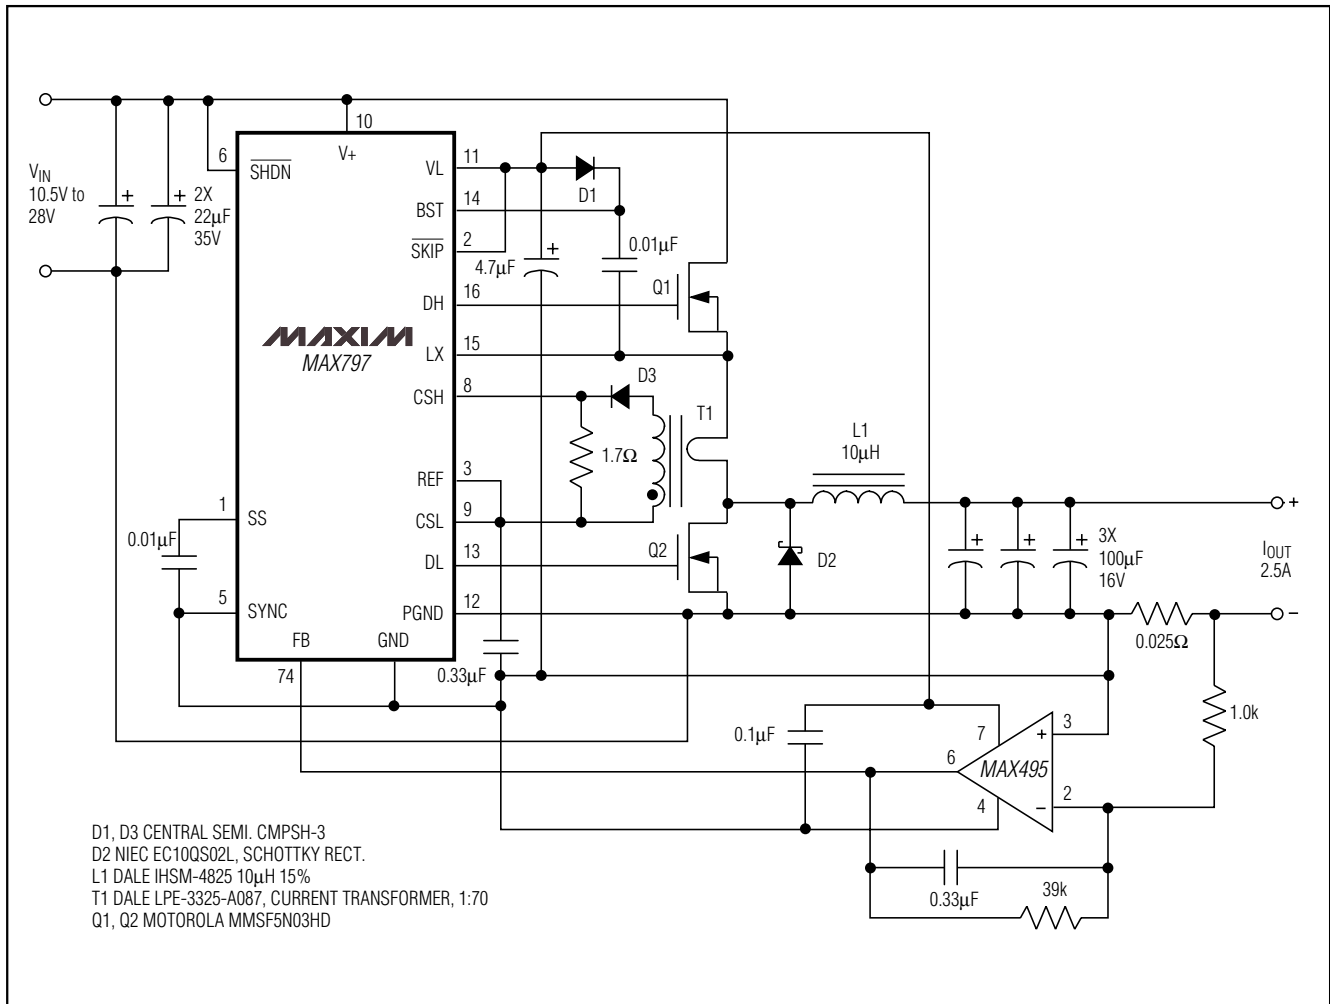 VIN
10.5V to
28V
+
+
2X
22µF
35V
6
SHDN
10
V+
VL
11
BST
14
SKIP
2
DH
16
LX
15
CSH
8
REF
3
CSL
9
DL
13
PGND
12
MAXIM
MAX797
1
SS
0.01µF
5
SYNC
FB
GND
74
D1
+
4.7µF
0.01µF
Q1
D3
T1
1.7Ω
Q2
D2
L1
10µH
+
+
+
3X
100µF
16V
+
IOUT
2.5A
−
0.025Ω
0.33µF
1.0k
0.1µF
7
6
4
+
−
3
2
MAX495
0.33µF
39k
D1, D3 CENTRAL SEMI. CMPSH-3
D2 NIEC EC10QS02L, SCHOTTKY RECT.
L1 DALE IHSM-4825 10µH 15%
T1 DALE LPE-3325-A087, CURRENT TRANSFORMER, 1:70
Q1, Q2 MOTOROLA MMSF5N03HD